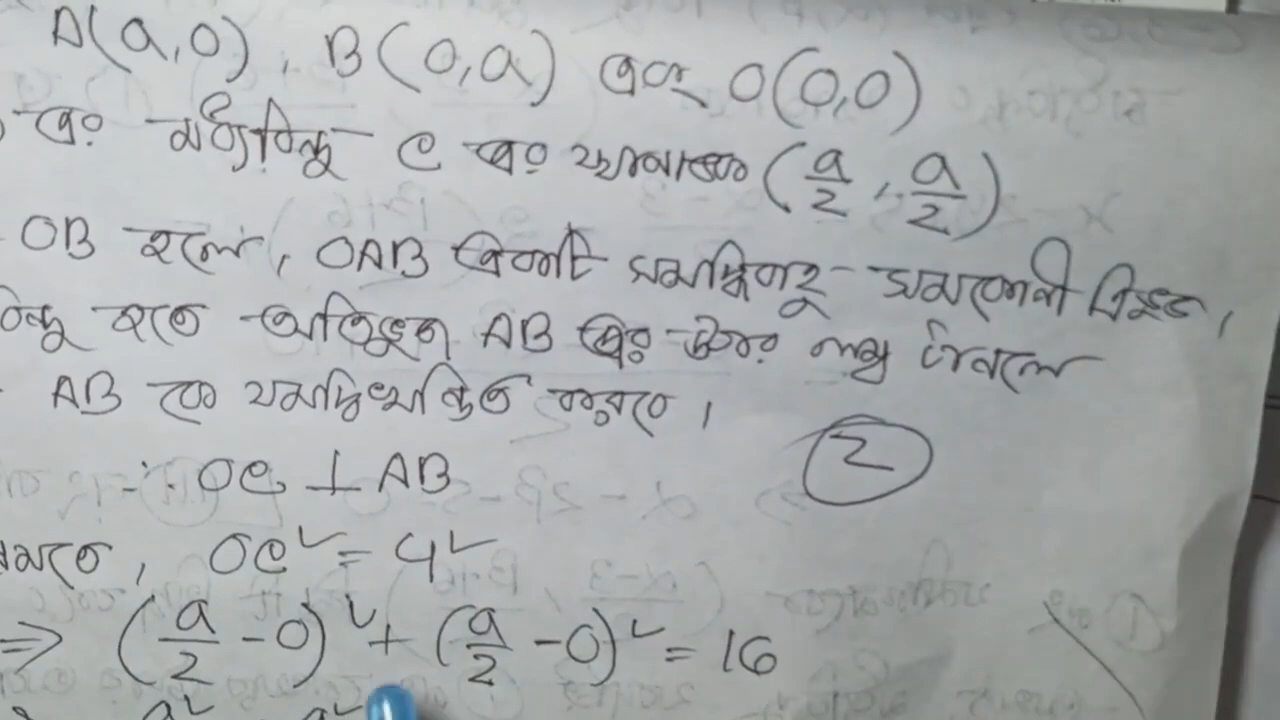 A(a,0), B(0,a) এবং O(0,0)
এর মধ্যবিন্দু C এর স্থানাঙ্ক (a/2, a/2)
OB হলে, OAB একটি সমদ্বিবাহু সমকোণী ত্রিভুজ,
বিন্দু হতে অতিভুজ AB এর উপর লম্ব টানলে
AB কে সমদ্বিখণ্ডিত করবে।
2
∴ OC ⊥ AB
মতে, OC² = 4²
⇒ (a/2 - 0)² + (a/2 - 0)² = 16